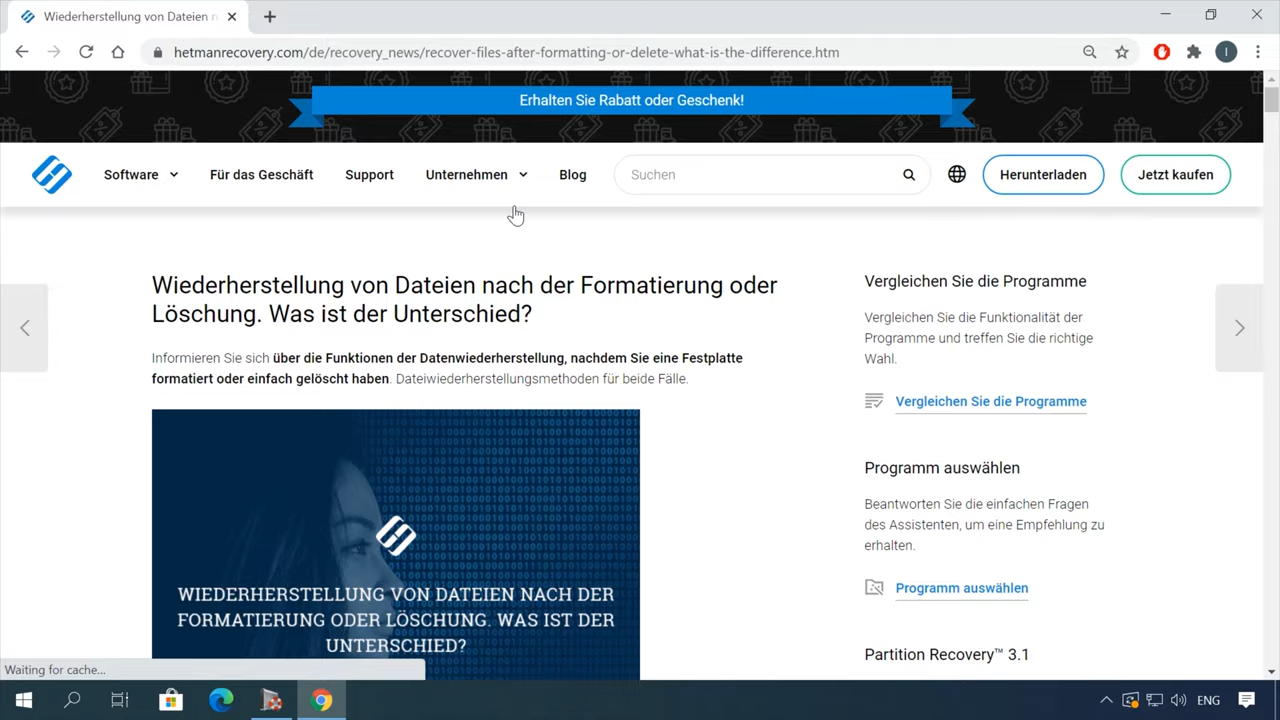 Wiederherstellung von Dateien n
hetmanrecovery.com/de/recovery_news/recover-files-after-formatting-or-delete-what-is-the-difference.htm
I
Erhalten Sie Rabatt oder Geschenk!
Software
Für das Geschäft
Support
Unternehmen
Blog
Suchen
Herunterladen
Jetzt kaufen
Wiederherstellung von Dateien nach der Formatierung oder
Löschung. Was ist der Unterschied?
Informieren Sie sich über die Funktionen der Datenwiederherstellung, nachdem Sie eine Festplatte
formatiert oder einfach gelöscht haben. Dateiwiederherstellungsmethoden für beide Fälle.
WIEDERHERSTELLUNG VON DATEIEN NACH DER
FORMATIERUNG ODER LÖSCHUNG. WAS IST DER
UNTERSCHIED?
Vergleichen Sie die Programme
Vergleichen Sie die Funktionalität der
Programme und treffen Sie die richtige
Wahl.
Vergleichen Sie die Programme
Programm auswählen
Beantworten Sie die einfachen Fragen
des Assistenten, um eine Empfehlung zu
erhalten.
Programm auswählen
Partition Recovery™ 3.1
Waiting for cache...
ENG